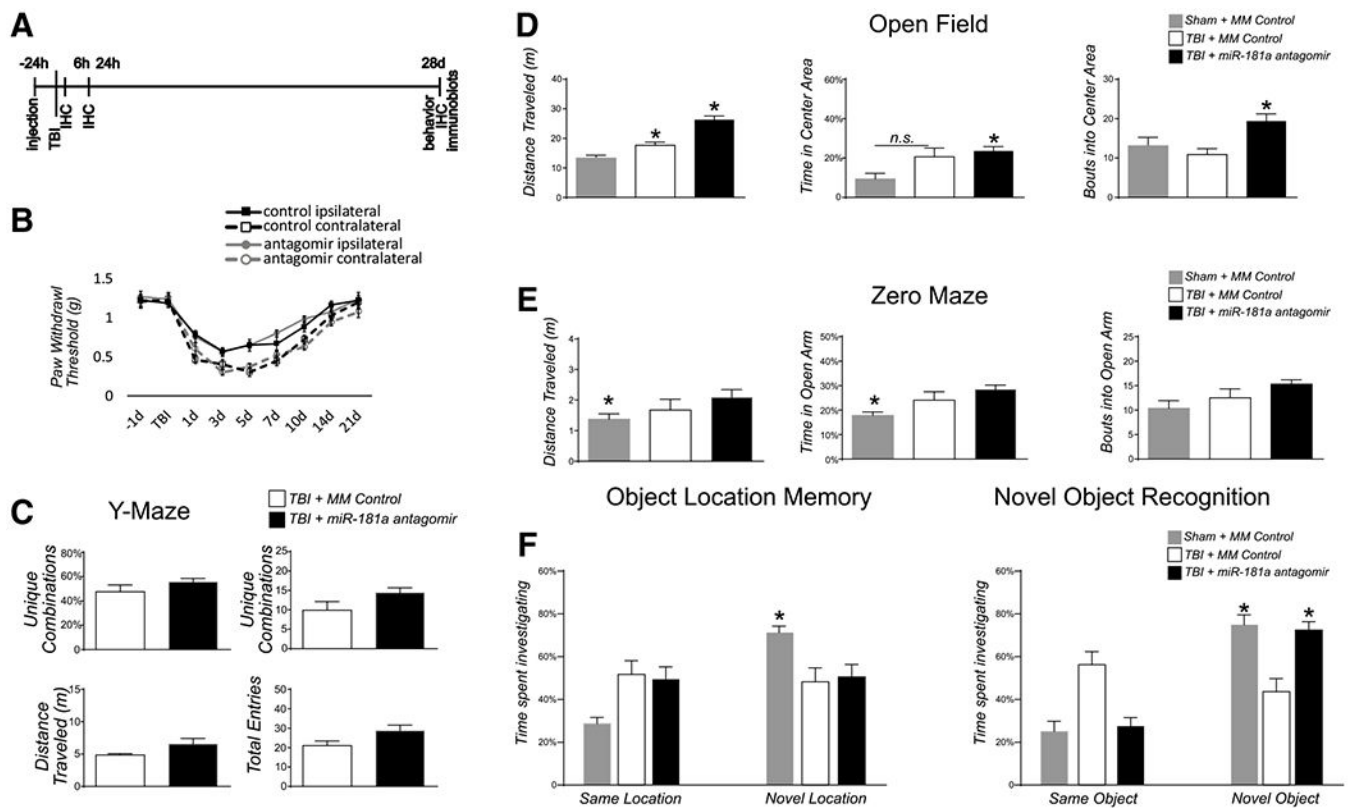 A
-24h 6h 24h 28d
injection
TBI
IHC
IHC
behavior
IHC
immunoblots
B
control ipsilateral
control contralateral
antagomir ipsilateral
antagomir contralateral
Paw Withdrawl
Threshold (g)
1.5
1
0.5
0
-1d TBI 1d 3d 5d 7d 10d 14d 21d
C
Y-Maze
TBI + MM Control
TBI + miR-181a antagomir
Unique
Combinations
80%
60%
40%
20%
0
Unique
Combinations
25
20
15
10
5
0
Distance
Traveled (m)
15
10
5
0
Total Entries
50
40
30
20
10
0
D
Open Field
Sham + MM Control
TBI + MM Control
TBI + miR-181a antagomir
Distance Traveled (m)
40
30
20
10
0
* *
Time in Center Area
60%
40%
20%
0%
n.s. *
Bouts into Center Area
30
20
10
0
*
E
Zero Maze
Sham + MM Control
TBI + MM Control
TBI + miR-181a antagomir
Distance Traveled (m)
4
3
2
1
0
*
Time in Open Arm
50%
40%
30%
20%
10%
0%
*
Bouts into Open Arm
25
20
15
10
5
0
F
Object Location Memory
Time spent investigating
80%
60%
40%
20%
0
*
Same Location Novel Location
Novel Object Recognition
Sham + MM Control
TBI + MM Control
TBI + miR-181a antagomir
Time spent investigating
80%
60%
40%
20%
0
* *
Same Object Novel Object